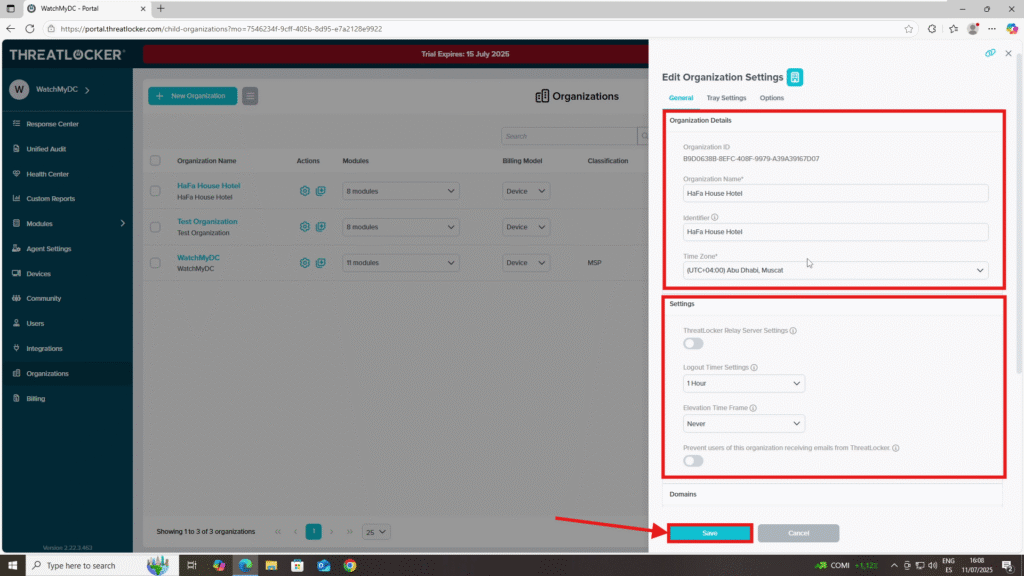 WatchMyDC - Portal
https://portal.threatlocker.com/child-organizations?mo=7546234f-9cff-405b-8d95-e7a2128e9922
THREATLOCKER
Trial Expires: 15 July 2025
W WatchMyDC
Response Center
Unified Audit
Health Center
Custom Reports
Modules
Agent Settings
Devices
Community
Users
Integrations
Organizations
Billing
Version 2.22.3.463
+ New Organization
Organizations
Search
Organization Name Actions Modules Billing Model Classification
HaFa House Hotel
HaFa House Hotel
8 modules Device
Test Organization
Test Organization
8 modules Device
WatchMyDC
WatchMyDC
11 modules Device MSP
Showing 1 to 3 of 3 organizations 1 25
Edit Organization Settings
General Tray Settings Options
Organization Details
Organization ID
B9D0638B-8EFC-408F-9979-A39A39167D07
Organization Name*
HaFa House Hotel
Identifier
HaFa House Hotel
Time Zone*
(UTC+04:00) Abu Dhabi, Muscat
Settings
ThreatLocker Relay Server Settings
Logout Timer Settings
1 Hour
Elevation Time Frame
Never
Prevent users of this organization receiving emails from ThreatLocker.
Domains
Save Cancel
Type here to search
COMI +1,12%
ENG
ES
16:08
11/07/2025